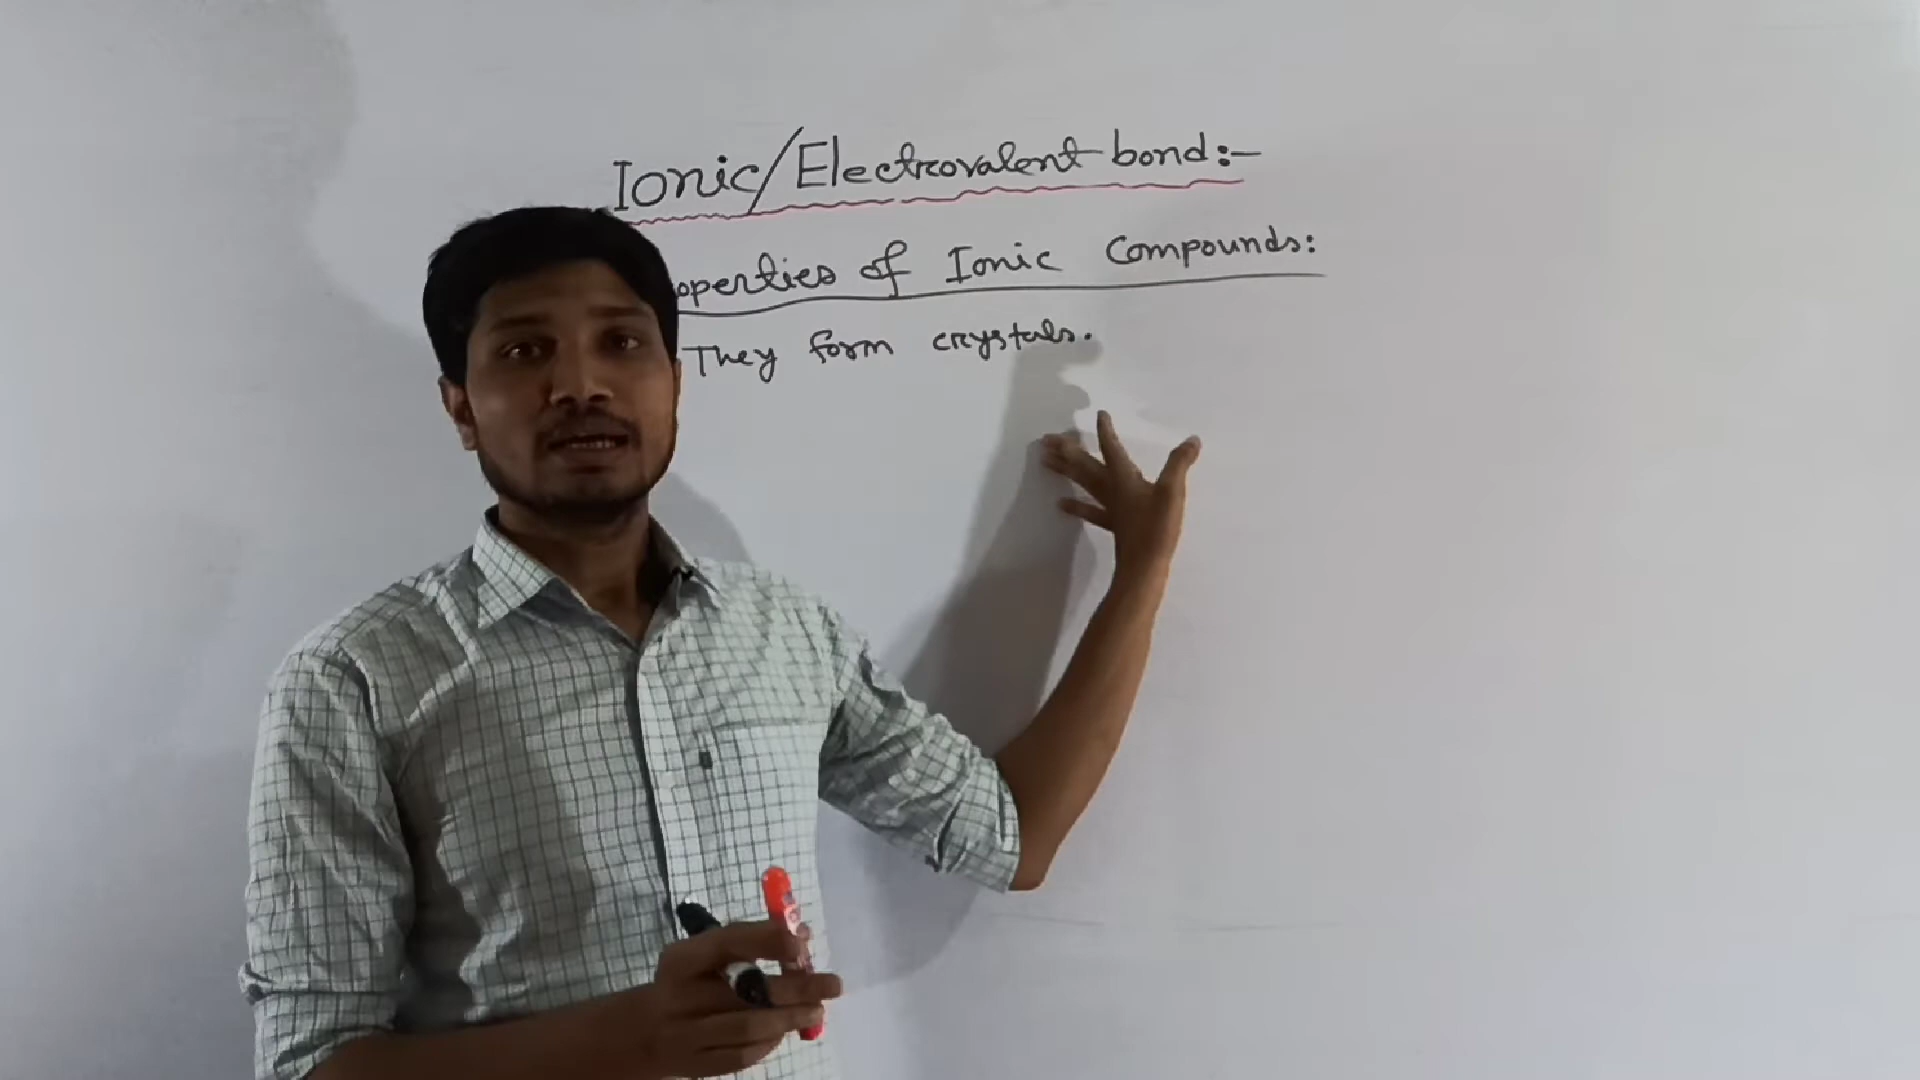 Ionic/Electrovalent bond:-
operties of Ionic Compounds:
They form crystals.